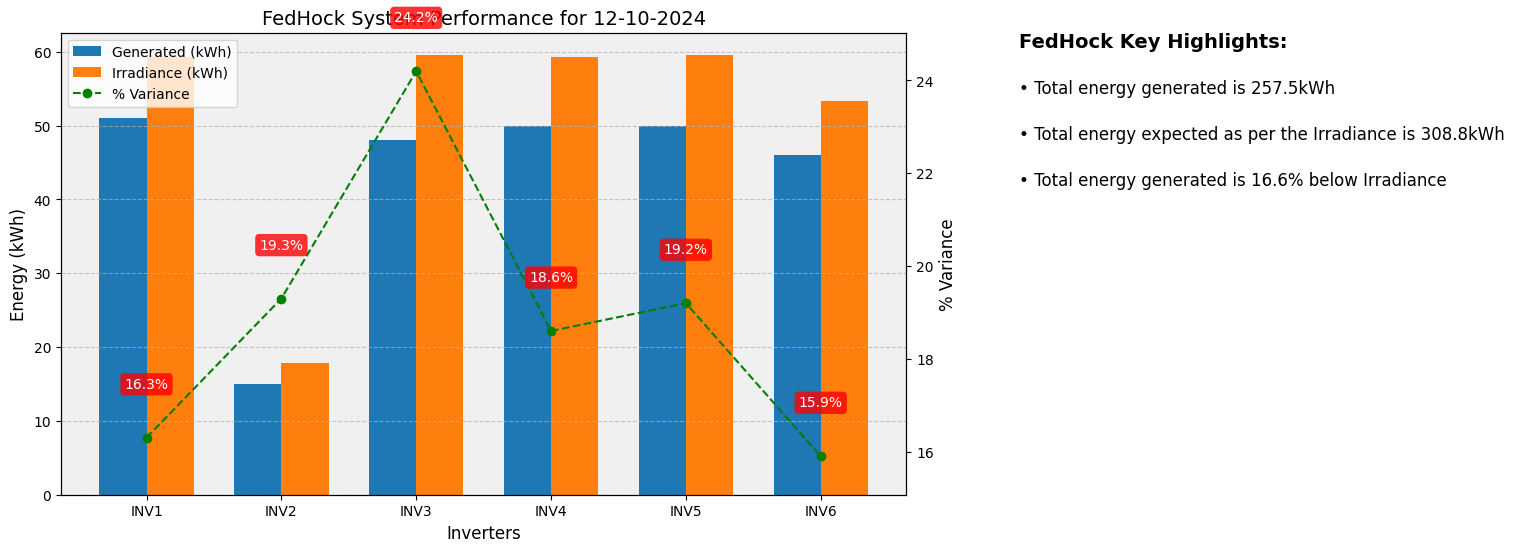 FedHock System Performance for 12-10-2024
24.2%
Generated (kWh)
Irradiance (kWh)
% Variance
60
50
40
30
20
10
0
Energy (kWh)
16.3%
19.3%
18.6%
19.2%
15.9%
24
22
20
18
16
% Variance
INV1 INV2 INV3 INV4 INV5 INV6
Inverters
FedHock Key Highlights:
• Total energy generated is 257.5kWh
• Total energy expected as per the Irradiance is 308.8kWh
• Total energy generated is 16.6% below Irradiance